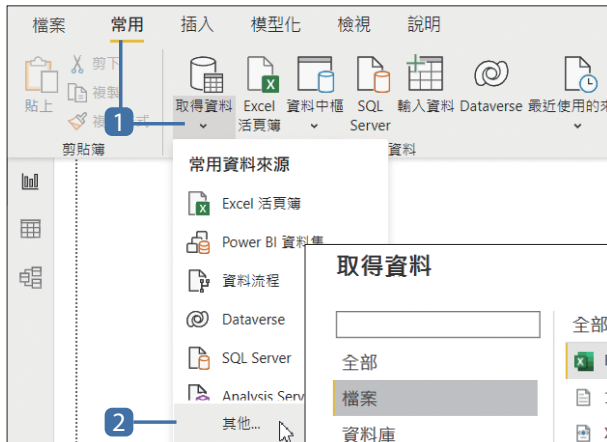 檔案 常用 插入 模型化 檢視 說明
剪下
複製
貼上
取得資料 Excel 活頁簿 資料中樞 SQL Server 輸入資料 Dataverse 最近使用的
1
剪貼簿
資料
常用資料來源
Excel 活頁簿
Power BI 資料集
資料流程
Dataverse
SQL Server
Analysis Serv
2
其他...
取得資料
全部
全部
檔案
資料庫